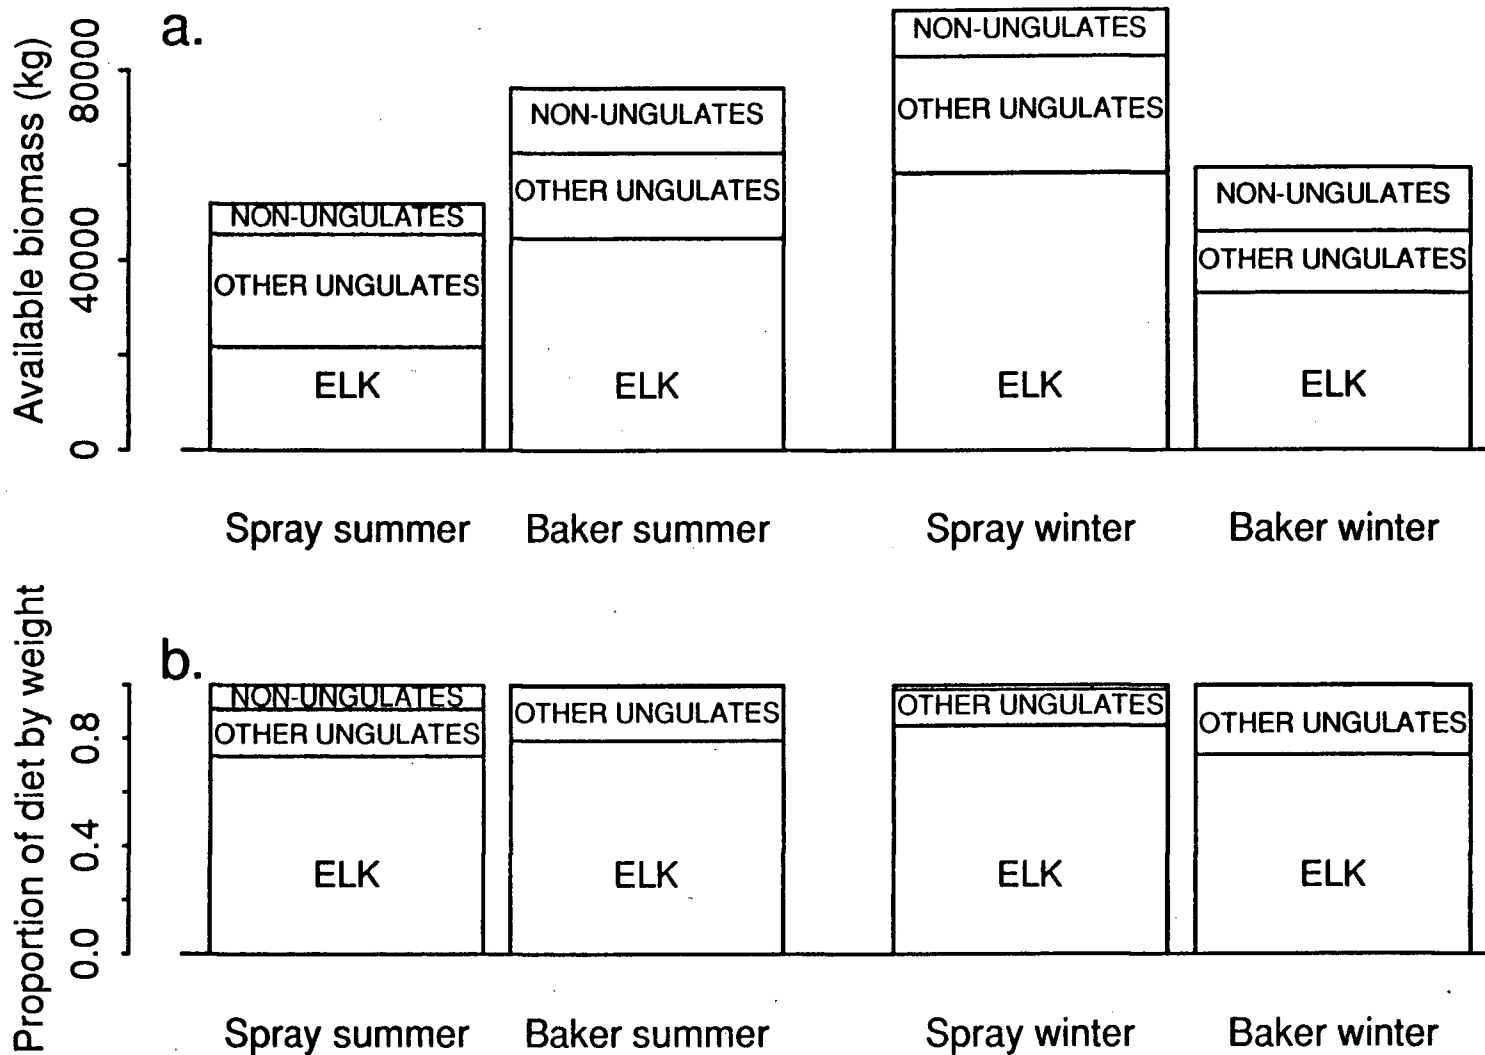 a.
Available biomass (kg)
80000
40000
0
NON-UNGULATES
OTHER UNGULATES
ELK
NON-UNGULATES
OTHER UNGULATES
ELK
NON-UNGULATES
OTHER UNGULATES
ELK
NON-UNGULATES
OTHER UNGULATES
ELK
Spray summer
Baker summer
Spray winter
Baker winter
b.
Proportion of diet by weight
0.8
0.4
0.0
NON-UNGULATES
OTHER UNGULATES
ELK
OTHER UNGULATES
ELK
OTHER UNGULATES
ELK
OTHER UNGULATES
ELK
Spray summer
Baker summer
Spray winter
Baker winter